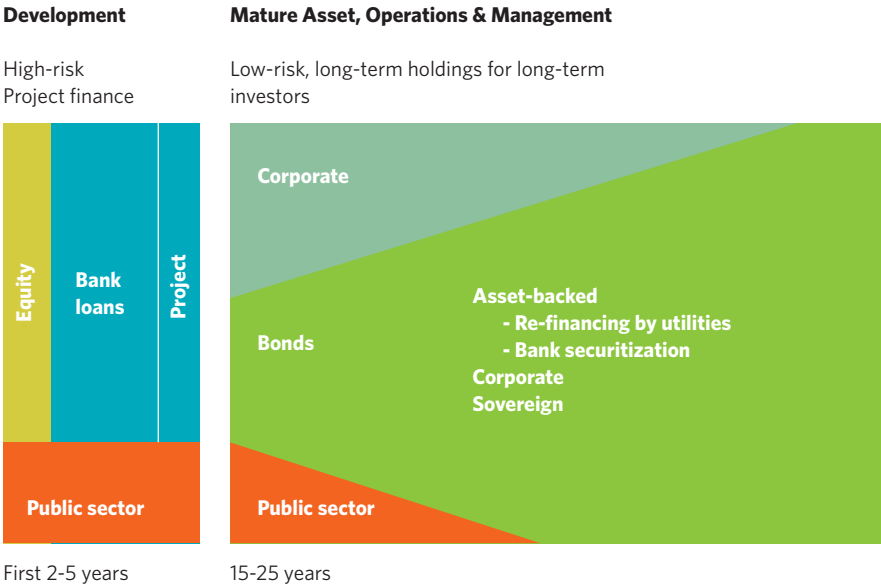 Development
High-risk
Project finance
Equity
Bank
loans
Project
Public sector
First 2-5 years
Mature Asset, Operations & Management
Low-risk, long-term holdings for long-term
investors
Corporate
Bonds
Asset-backed
- Re-financing by utilities
- Bank securitization
Corporate
Sovereign
Public sector
15-25 years